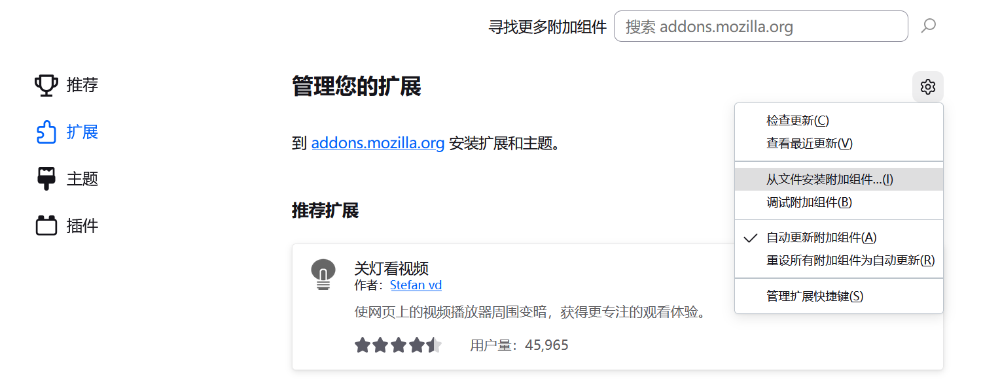 寻找更多附加组件 搜索 addons.mozilla.org
推荐
扩展
主题
插件
管理您的扩展
到 addons.mozilla.org 安装扩展和主题。
检查更新(C)
查看最近更新(V)
从文件安装附加组件...(I)
调试附加组件(B)
自动更新附加组件(A)
重设所有附加组件为自动更新(R)
管理扩展快捷键(S)
推荐扩展
关灯看视频
作者：Stefan vd
使网页上的视频播放器周围变暗，获得更专注的观看体验。
用户量：45,965